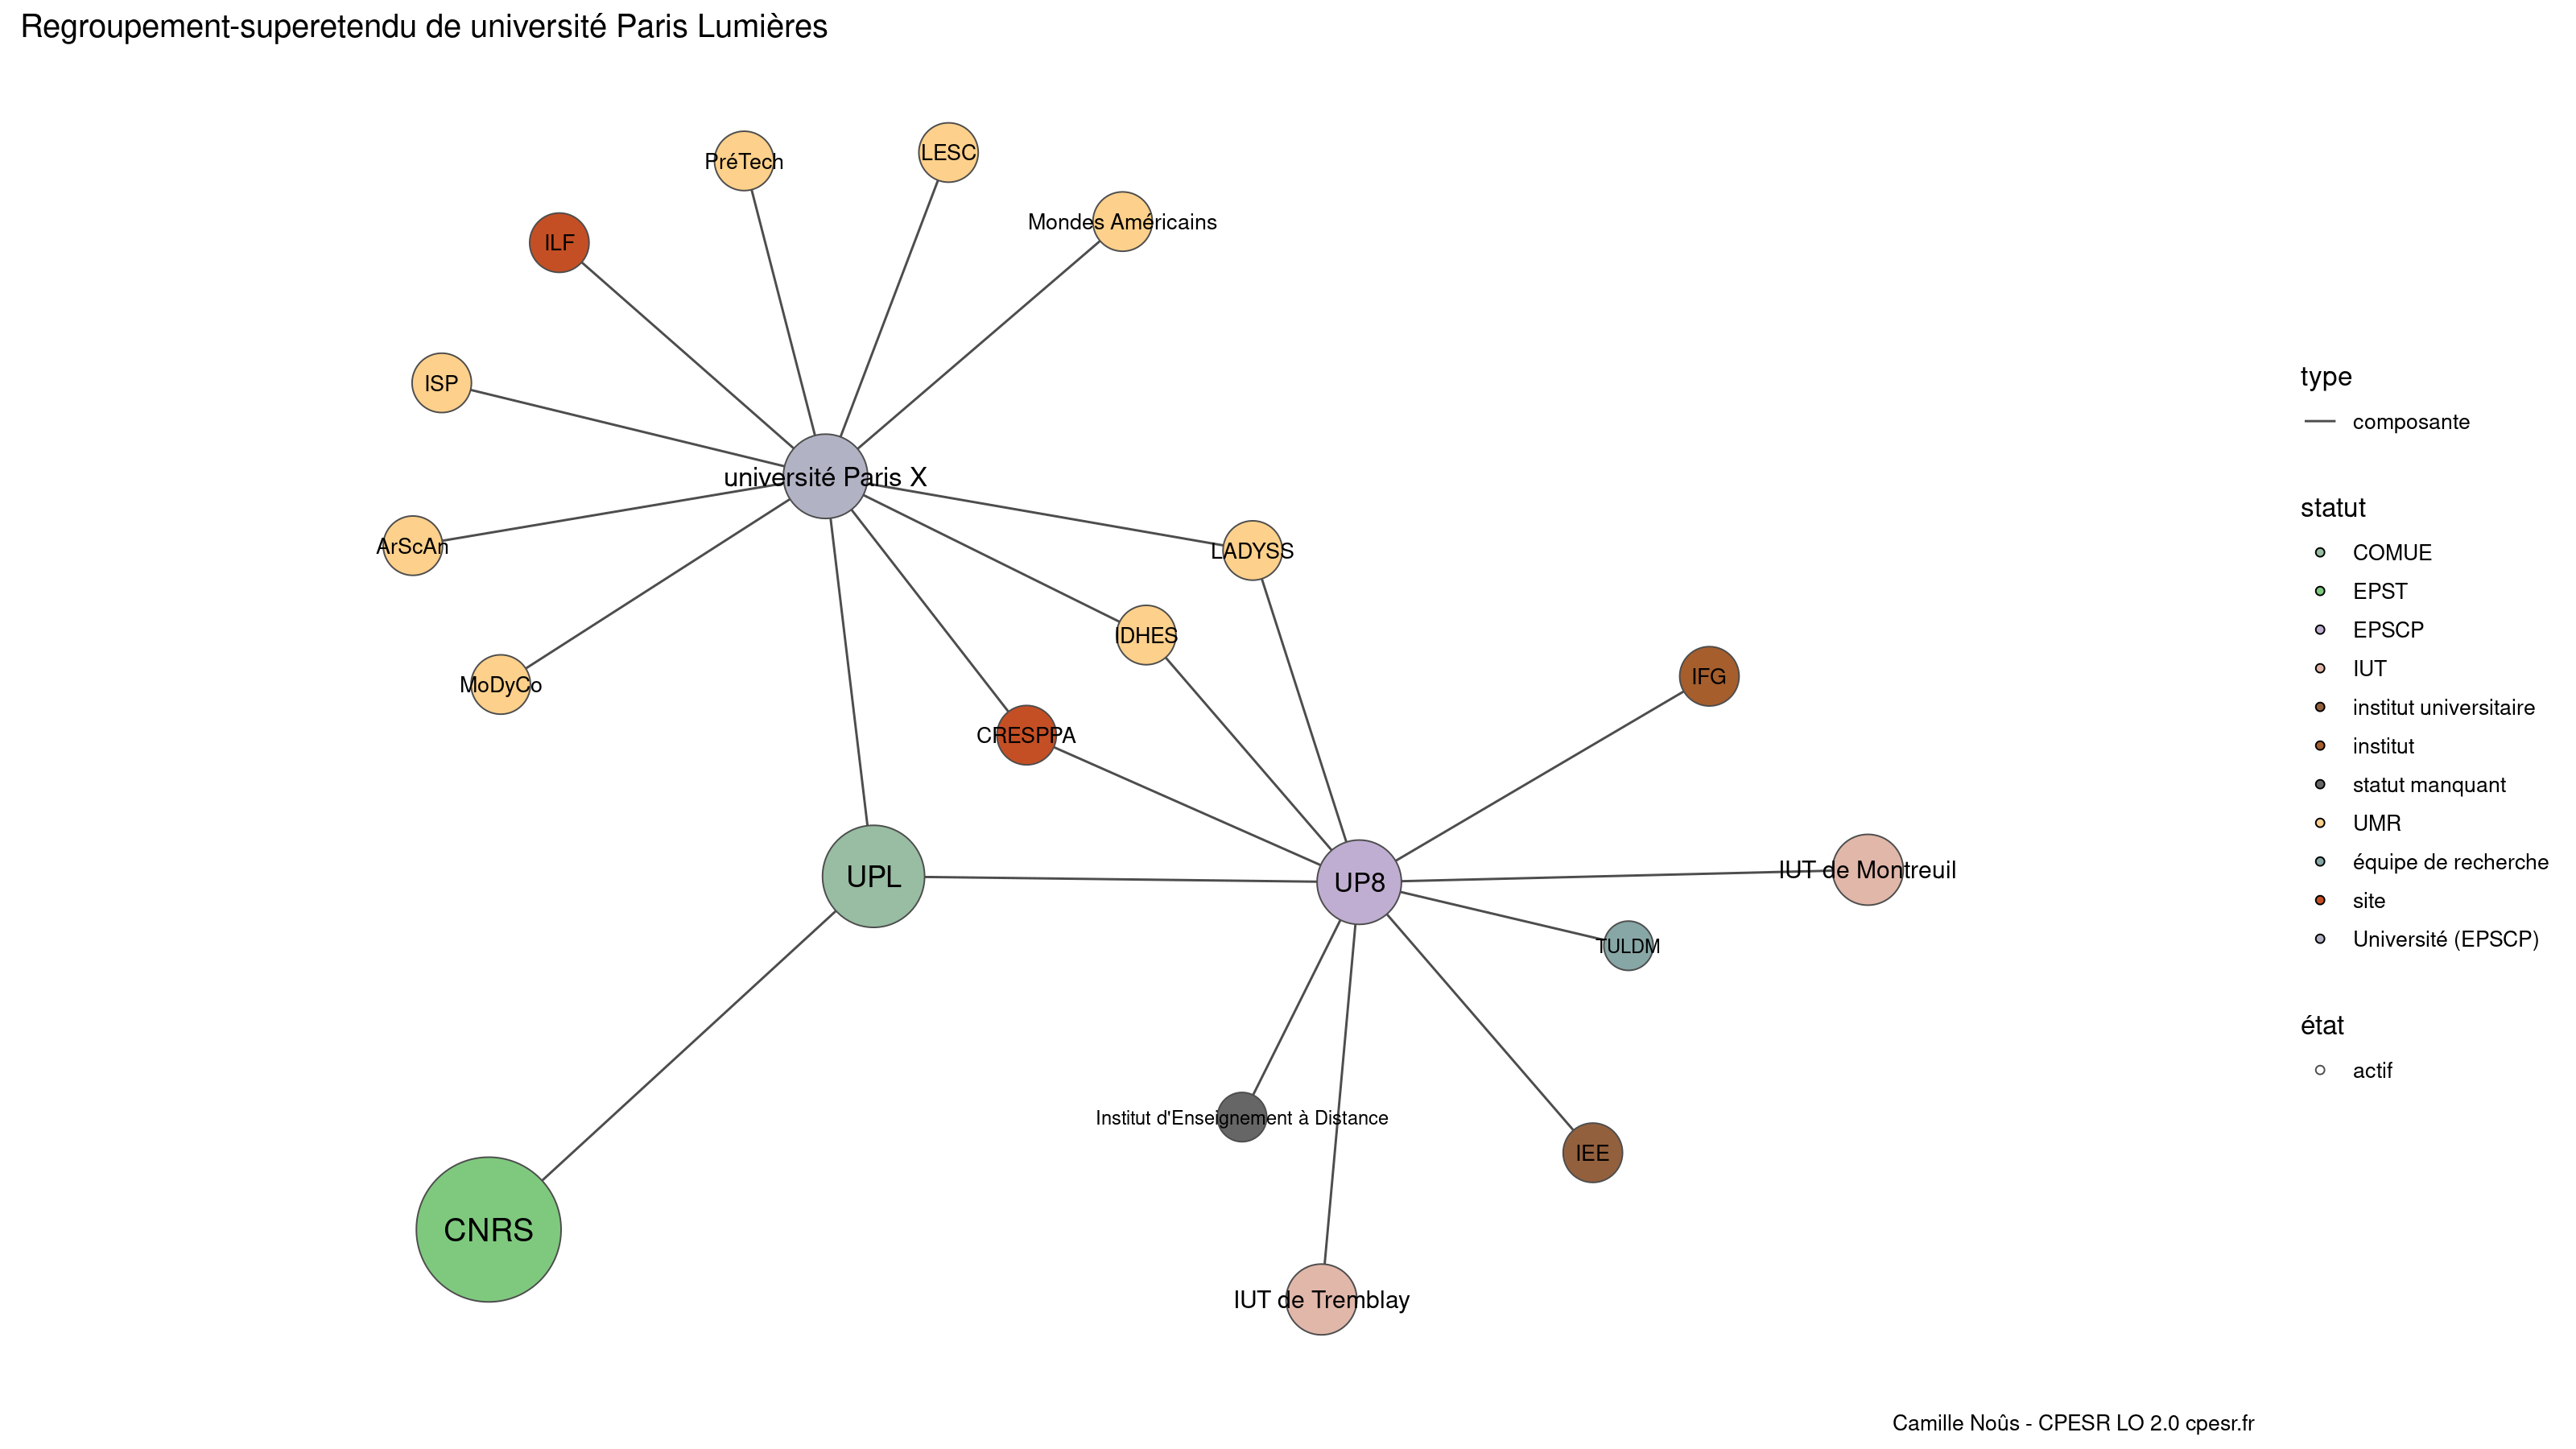 Regroupement-superetendu de université Paris Lumières
PréTech
LESC
Mondes Américains
ILF
ISP
université Paris X
ArScAn
LADYSS
IDHES
MoDyCo
IFG
CRESPPA
UPL
UP8
IUT de Montreuil
TULDM
Institut d'Enseignement à Distance
IEE
CNRS
IUT de Tremblay
type
composante
statut
COMUE
EPST
EPSCP
IUT
institut universitaire
institut
statut manquant
UMR
équipe de recherche
site
Université (EPSCP)
état
actif
Camille Noûs - CPESR LO 2.0 cpesr.fr